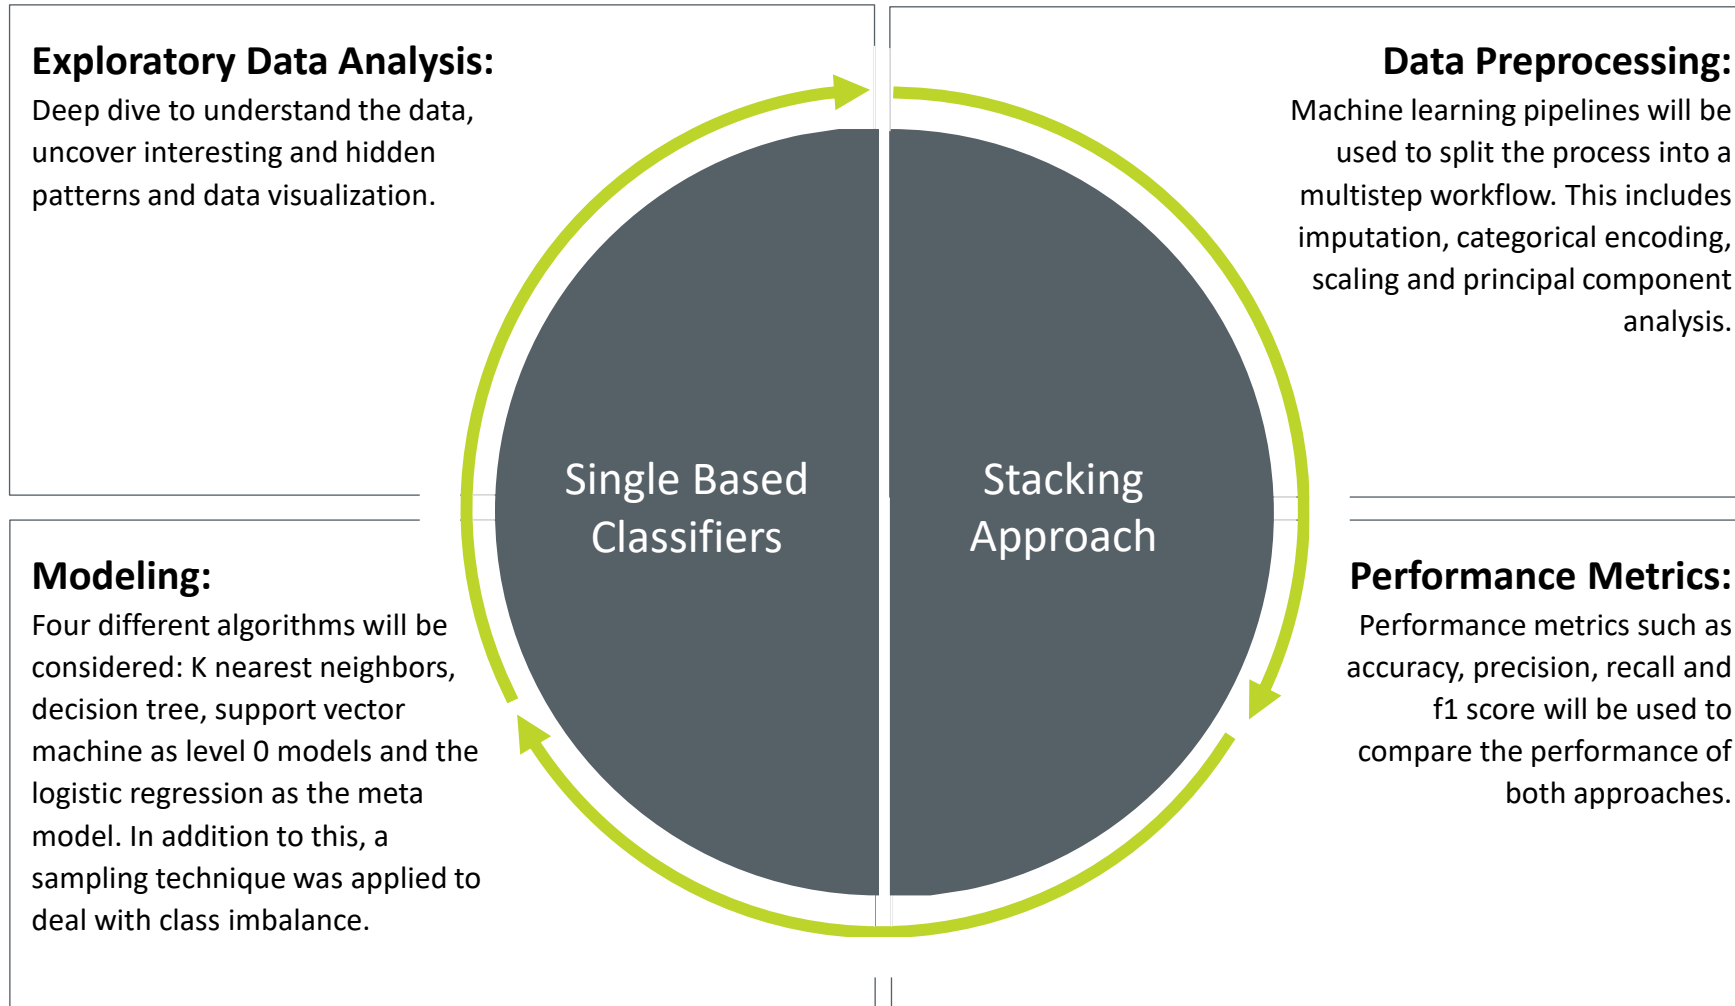 Exploratory Data Analysis:
Deep dive to understand the data,
uncover interesting and hidden
patterns and data visualization.
Data Preprocessing:
Machine learning pipelines will be
used to split the process into a
multistep workflow. This includes
imputation, categorical encoding,
scaling and principal component
analysis.
Single Based
Classifiers
Stacking
Approach
Modeling:
Four different algorithms will be
considered: K nearest neighbors,
decision tree, support vector
machine as level 0 models and the
logistic regression as the meta
model. In addition to this, a
sampling technique was applied to
deal with class imbalance.
Performance Metrics:
Performance metrics such as
accuracy, precision, recall and
f1 score will be used to
compare the performance of
both approaches.